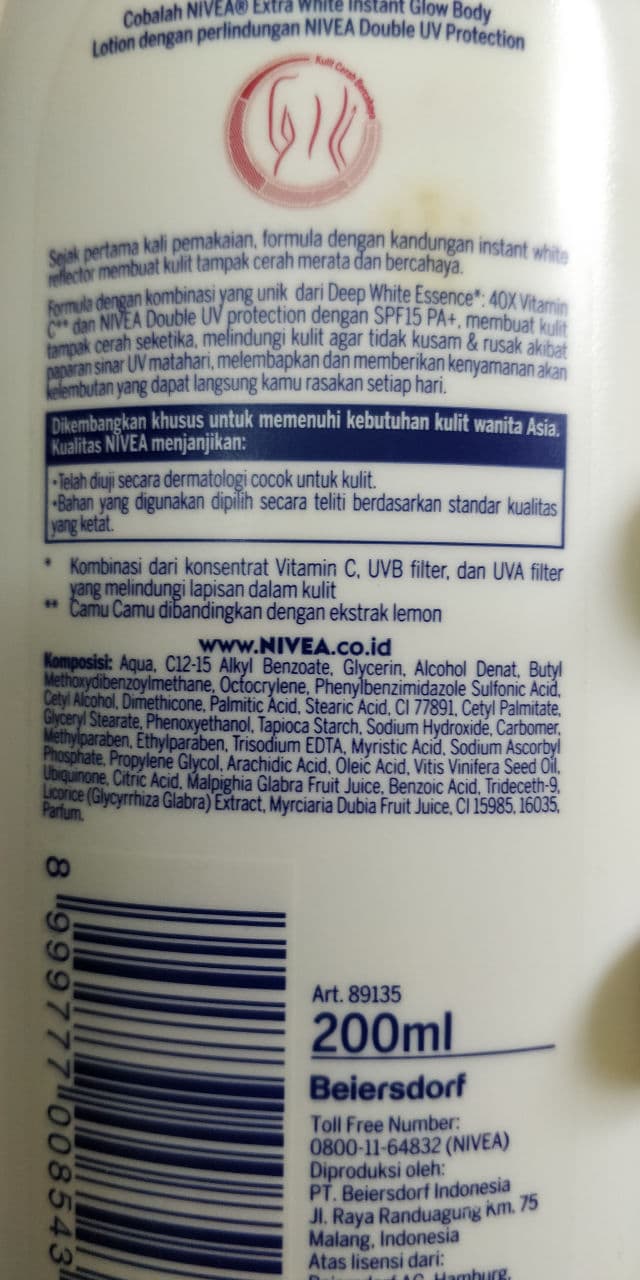 Cobalah NIVEA® Extra White Instant Glow Body
Lotion dengan perlindungan NIVEA Double UV Protection
Kulit Cerah Bercahaya
Sejak pertama kali pemakaian, formula dengan kandungan instant white
reflector membuat kulit tampak cerah merata dan bercahaya.
Formula dengan kombinasi yang unik dari Deep White Essence*: 40X Vitamin
C** dan NIVEA Double UV protection dengan SPF15 PA+, membuat kulit
tampak cerah seketika, melindungi kulit agar tidak kusam & rusak akibat
paparan sinar UV matahari, melembapkan dan memberikan kenyamanan akan
kelembutan yang dapat langsung kamu rasakan setiap hari.
Dikembangkan khusus untuk memenuhi kebutuhan kulit wanita Asia.
Kualitas NIVEA menjanjikan:
•Telah diuji secara dermatologi cocok untuk kulit.
•Bahan yang digunakan dipilih secara teliti berdasarkan standar kualitas
yang ketat.
* Kombinasi dari konsentrat Vitamin C, UVB filter, dan UVA filter
yang melindungi lapisan dalam kulit
** Camu Camu dibandingkan dengan ekstrak lemon
www.NIVEA.co.id
Komposisi: Aqua, C12-15 Alkyl Benzoate, Glycerin, Alcohol Denat, Butyl
Methoxydibenzoylmethane, Octocrylene, Phenylbenzimidazole Sulfonic Acid,
Cetyl Alcohol, Dimethicone, Palmitic Acid, Stearic Acid, CI 77891, Cetyl Palmitate,
Glyceryl Stearate, Phenoxyethanol, Tapioca Starch, Sodium Hydroxide, Carbomer,
Methylparaben, Ethylparaben, Trisodium EDTA, Myristic Acid, Sodium Ascorbyl
Phosphate, Propylene Glycol, Arachidic Acid, Oleic Acid, Vitis Vinifera Seed Oil,
Ubiquinone, Citric Acid, Malpighia Glabra Fruit Juice, Benzoic Acid, Trideceth-9,
Licorice (Glycyrrhiza Glabra) Extract, Myrciaria Dubia Fruit Juice, CI 15985, 16035,
Parfum.
8 999777 008543
Art. 89135
200ml
Beiersdorf
Toll Free Number:
0800-11-64832 (NIVEA)
Diproduksi oleh:
PT. Beiersdorf Indonesia
Jl. Raya Randuagung Km. 75
Malang, Indonesia
Atas lisensi dari:
Beiersdorf AG, Hamburg,